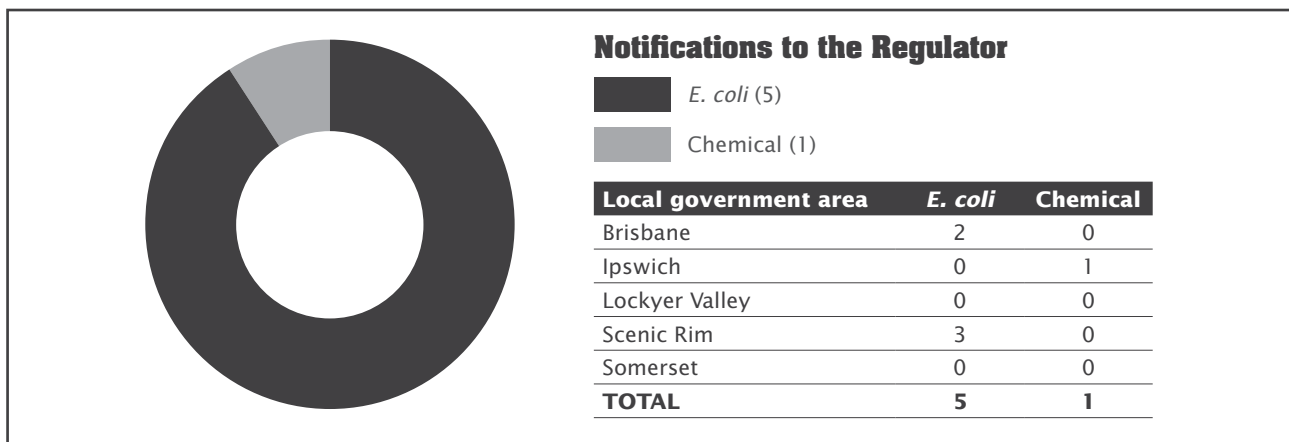 Notifications to the Regulator
E. coli (5)
Chemical (1)
Local government area E. coli Chemical
Brisbane 2 0
Ipswich 0 1
Lockyer Valley 0 0
Scenic Rim 3 0
Somerset 0 0
TOTAL 5 1